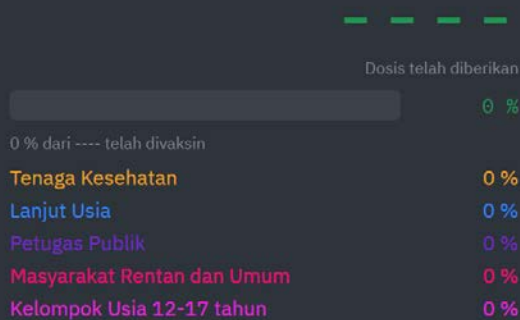 ----
Dosis telah diberikan
0 %
0 % dari ---- telah divaksin
Tenaga Kesehatan 0 %
Lanjut Usia 0 %
Petugas Publik 0 %
Masyarakat Rentan dan Umum 0 %
Kelompok Usia 12-17 tahun 0 %